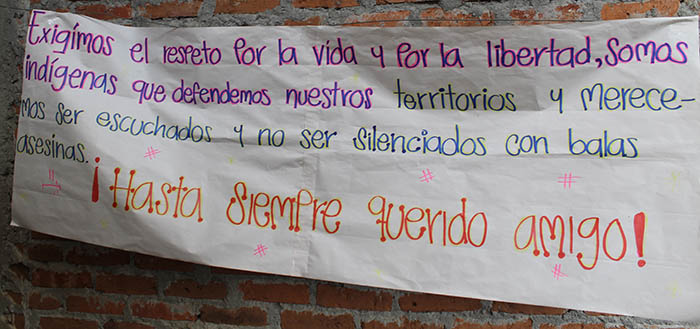 Exigimos el respeto por la vida y por la libertad, somos
indígenas que defendemos nuestros territorios y merece-
mos ser escuchados y no ser silenciados con balas
asesinas.
¡Hasta siempre querido amigo!